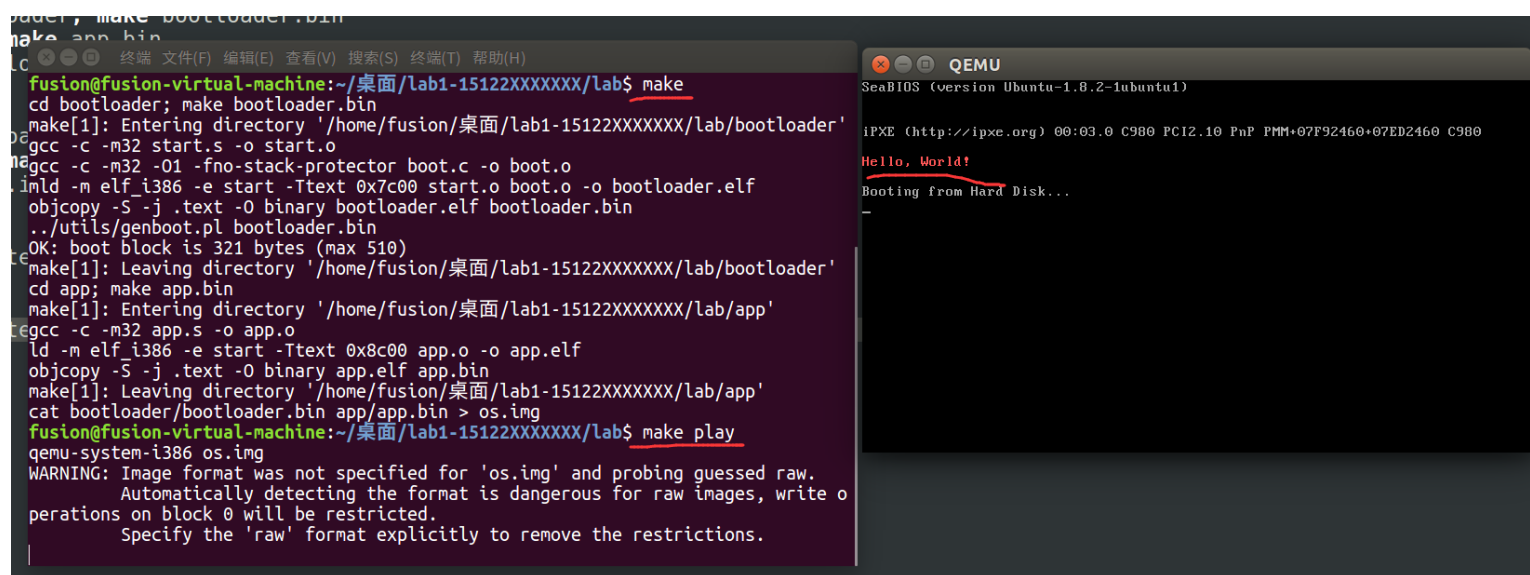 make bootloader.bin
make app.bin
终端 文件(F) 编辑(E) 查看(V) 搜索(S) 终端(T) 帮助(H)
fusion@fusion-virtual-machine:~/桌面/lab1-15122XXXXXXX/lab$ make
cd bootloader; make bootloader.bin
make[1]: Entering directory '/home/fusion/桌面/lab1-15122XXXXXXX/lab/bootloader'
gcc -c -m32 start.s -o start.o
gcc -c -m32 -O1 -fno-stack-protector boot.c -o boot.o
ld -m elf_i386 -e start -Ttext 0x7c00 start.o boot.o -o bootloader.elf
objcopy -S -j .text -O binary bootloader.elf bootloader.bin
../utils/genboot.pl bootloader.bin
OK: boot block is 321 bytes (max 510)
make[1]: Leaving directory '/home/fusion/桌面/lab1-15122XXXXXXX/lab/bootloader'
cd app; make app.bin
make[1]: Entering directory '/home/fusion/桌面/lab1-15122XXXXXXX/lab/app'
gcc -c -m32 app.s -o app.o
ld -m elf_i386 -e start -Ttext 0x8c00 app.o -o app.elf
objcopy -S -j .text -O binary app.elf app.bin
make[1]: Leaving directory '/home/fusion/桌面/lab1-15122XXXXXXX/lab/app'
cat bootloader/bootloader.bin app/app.bin > os.img
fusion@fusion-virtual-machine:~/桌面/lab1-15122XXXXXXX/lab$ make play
qemu-system-i386 os.img
WARNING: Image format was not specified for 'os.img' and probing guessed raw.
Automatically detecting the format is dangerous for raw images, write o
perations on block 0 will be restricted.
Specify the 'raw' format explicitly to remove the restrictions.
QEMU
SeaBIOS (version Ubuntu-1.8.2-1ubuntu1)
iPXE (http://ipxe.org) 00:03.0 C980 PCI2.10 PnP PMM+07F92460+07ED2460 C980
Hello, World!
Booting from Hard Disk...